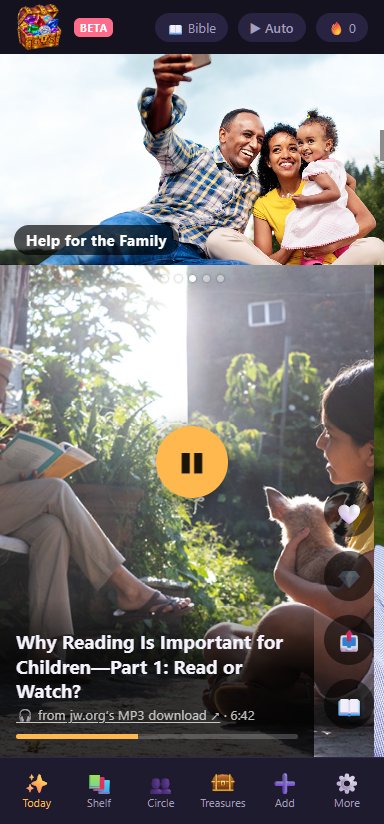 BETA
Bible
Auto
0
Help for the Family
Why Reading Is Important for
Children—Part 1: Read or
Watch?
from jw.org's MP3 download ↗ · 6:42
Today
Shelf
Circle
Treasures
Add
More